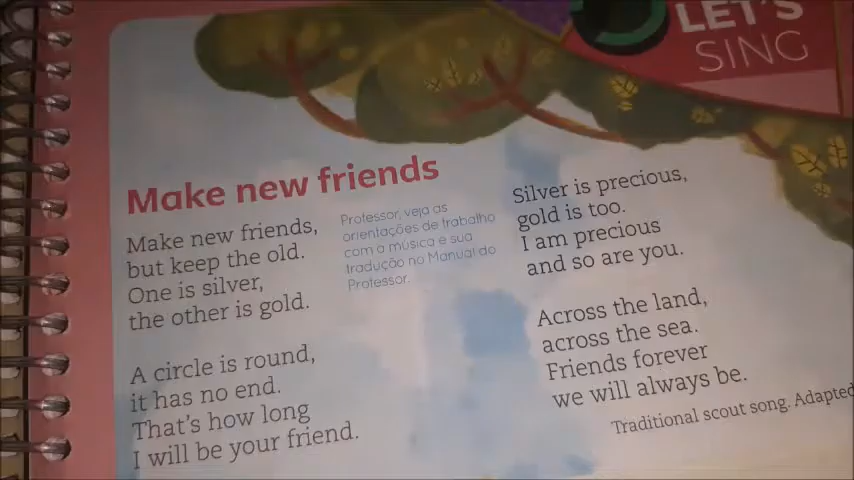 LET'S
SING
Make new friends
Make new friends,
but keep the old.
One is silver,
the other is gold.
A circle is round,
it has no end.
That's how long
I will be your friend.
Professor, veja as
orientações de trabalho
com a música e sua
tradução no Manual do
Professor.
Silver is precious,
gold is too.
I am precious
and so are you.
Across the land,
across the sea.
Friends forever
we will always be.
Traditional scout song. Adapted